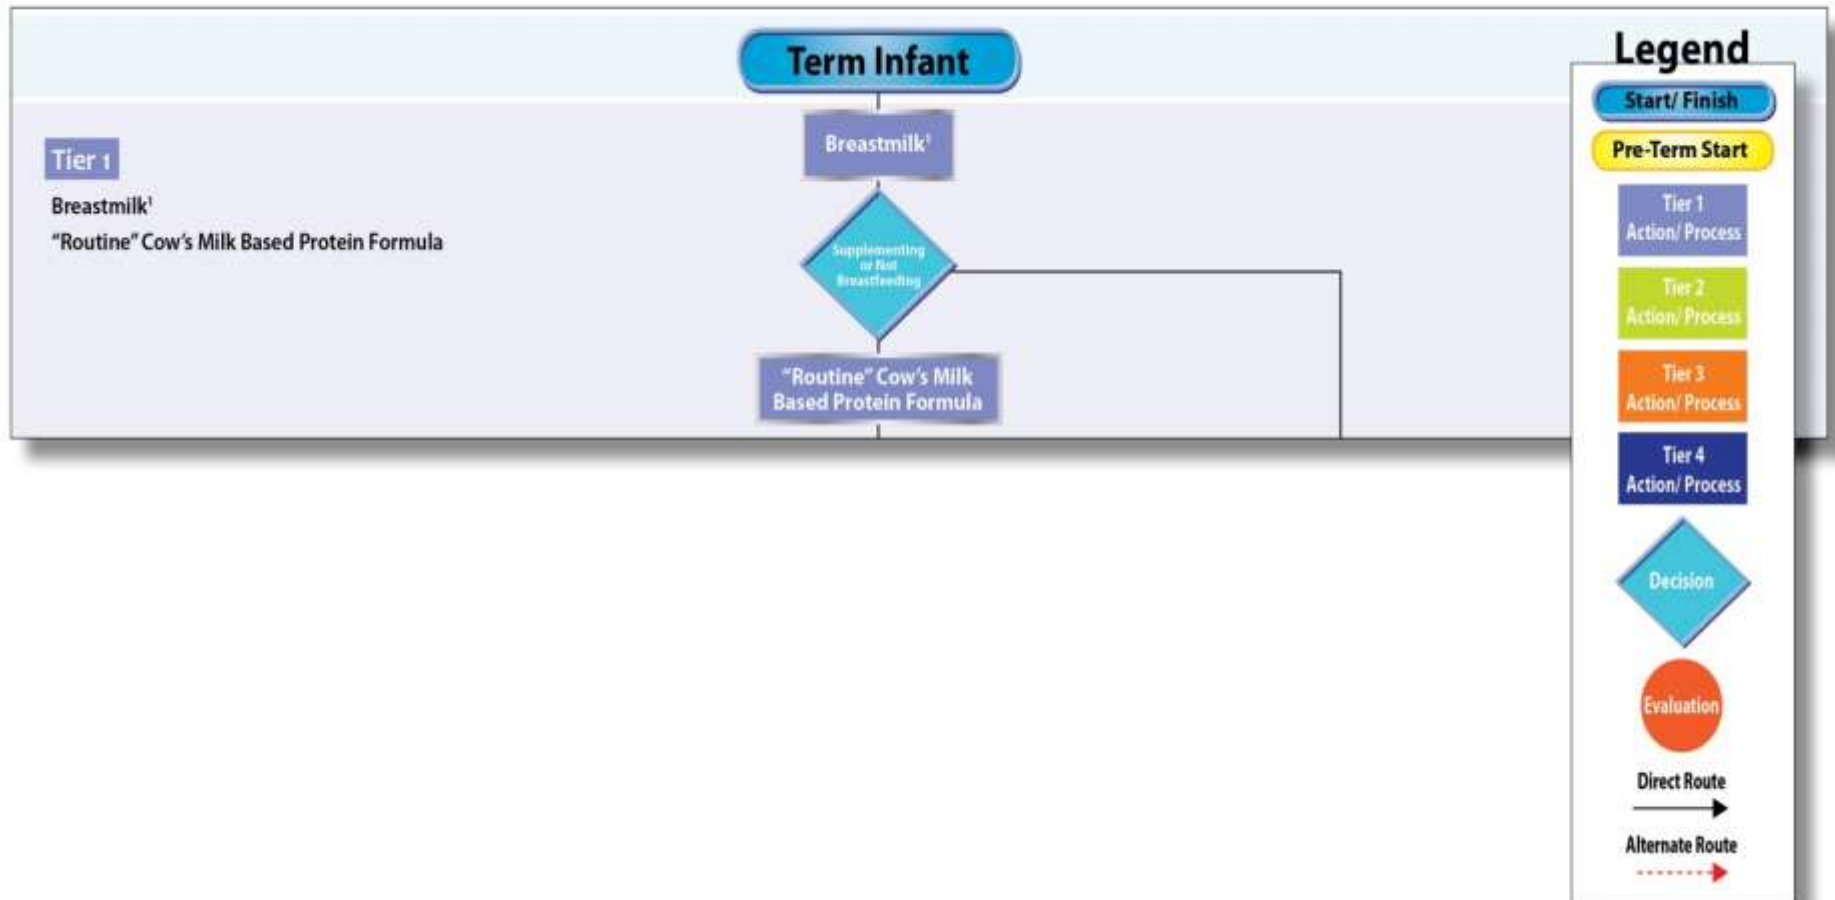 Term Infant
Tier 1
Breastmilk¹
"Routine" Cow's Milk Based Protein Formula
Breastmilk¹
Supplementing
or Not
Breastfeeding
"Routine" Cow's Milk
Based Protein Formula
Legend
Start/ Finish
Pre-Term Start
Tier 1
Action/ Process
Tier 2
Action/ Process
Tier 3
Action/ Process
Tier 4
Action/ Process
Decision
Evaluation
Direct Route
Alternate Route